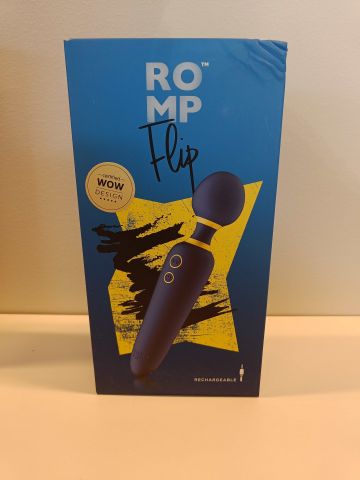 RO™
MP
Flip
certified
WOW
DESIGN
★★★★★
RECHARGEABLE